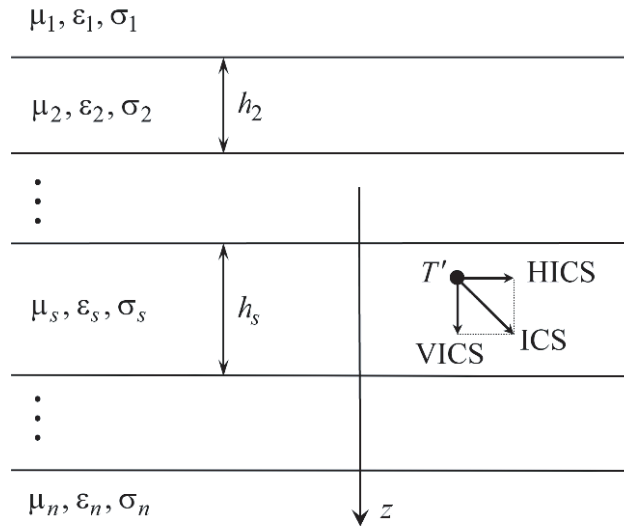 μ₁, ε₁, σ₁
μ₂, ε₂, σ₂
h₂
T′
HICS
μₛ, εₛ, σₛ
hₛ
VICS
ICS
μₙ, εₙ, σₙ
z